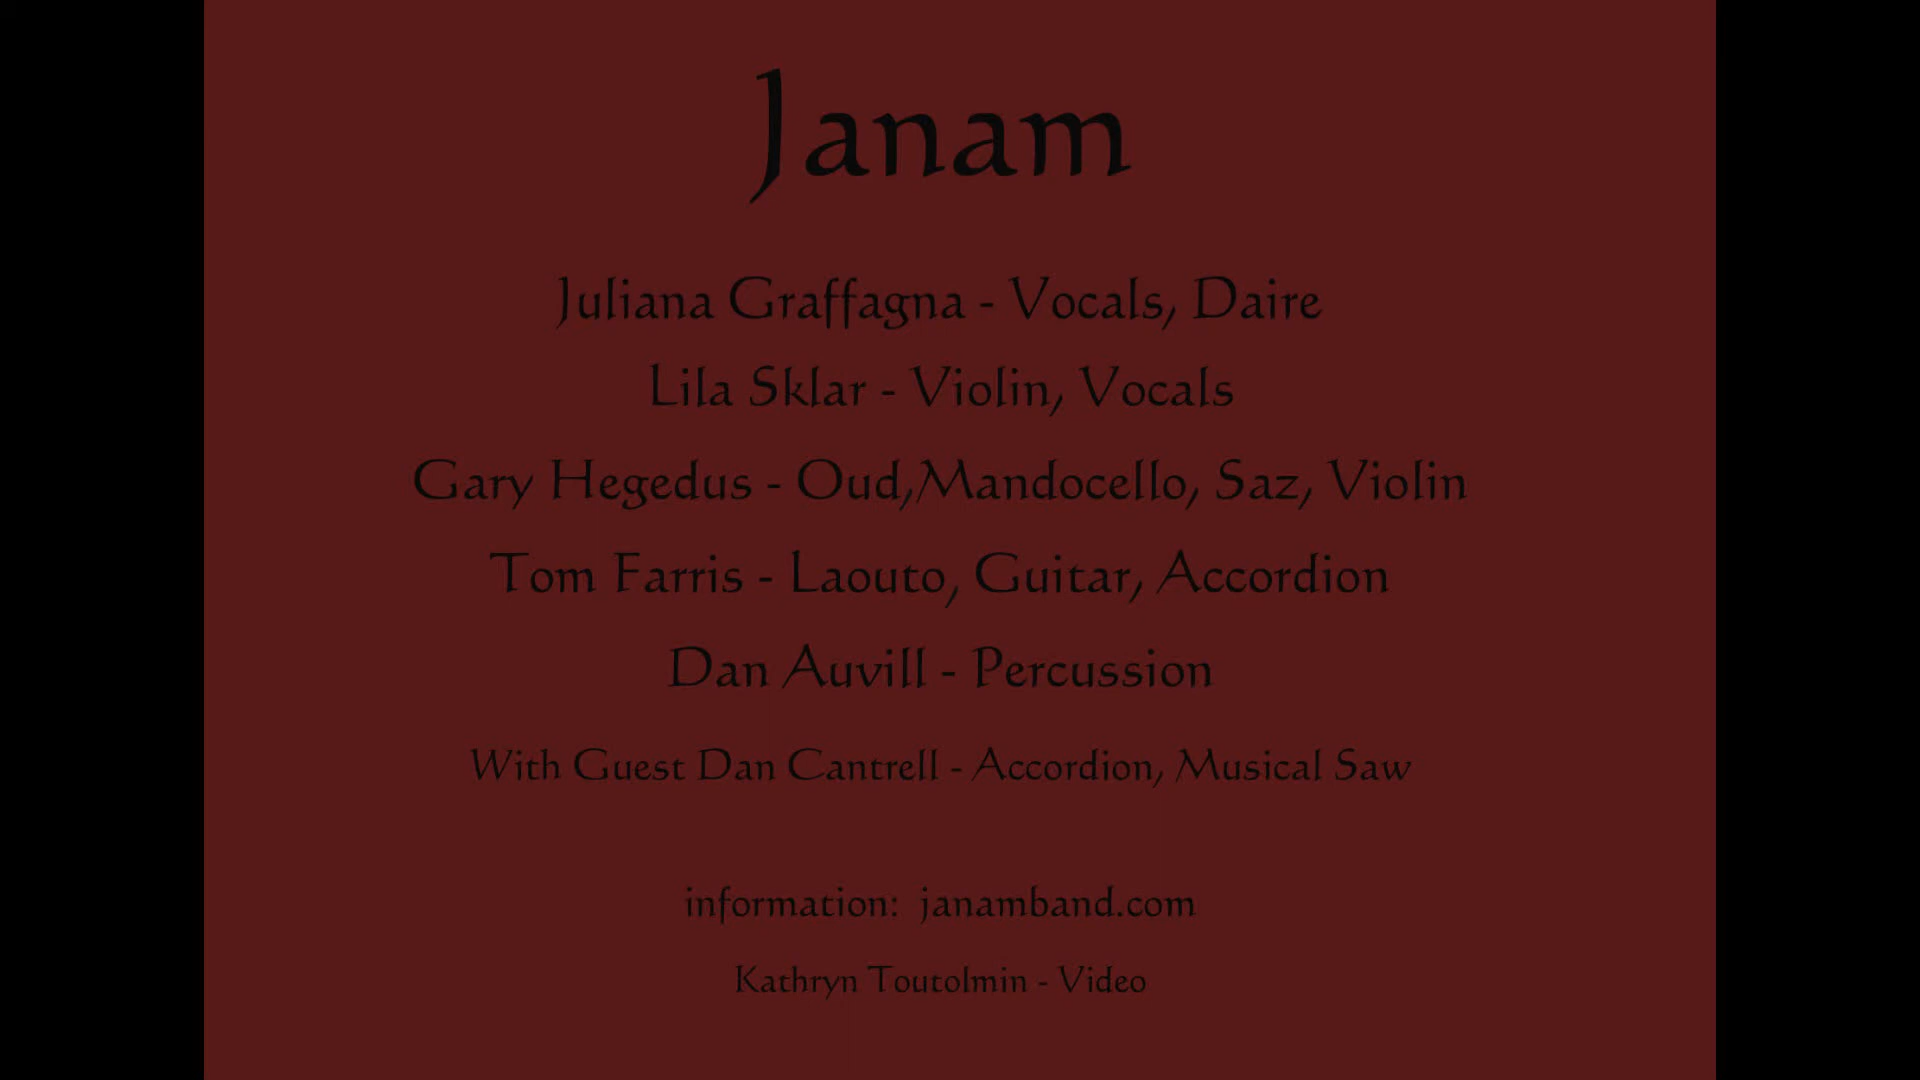 Janam
Juliana Graffagna - Vocals, Daire
Lila Sklar - Violin, Vocals
Gary Hegedus - Oud,Mandocello, Saz, Violin
Tom Farris - Laouto, Guitar, Accordion
Dan Auvill - Percussion
With Guest Dan Cantrell - Accordion, Musical Saw
information: janamband.com
Kathryn Toutolmin - Video